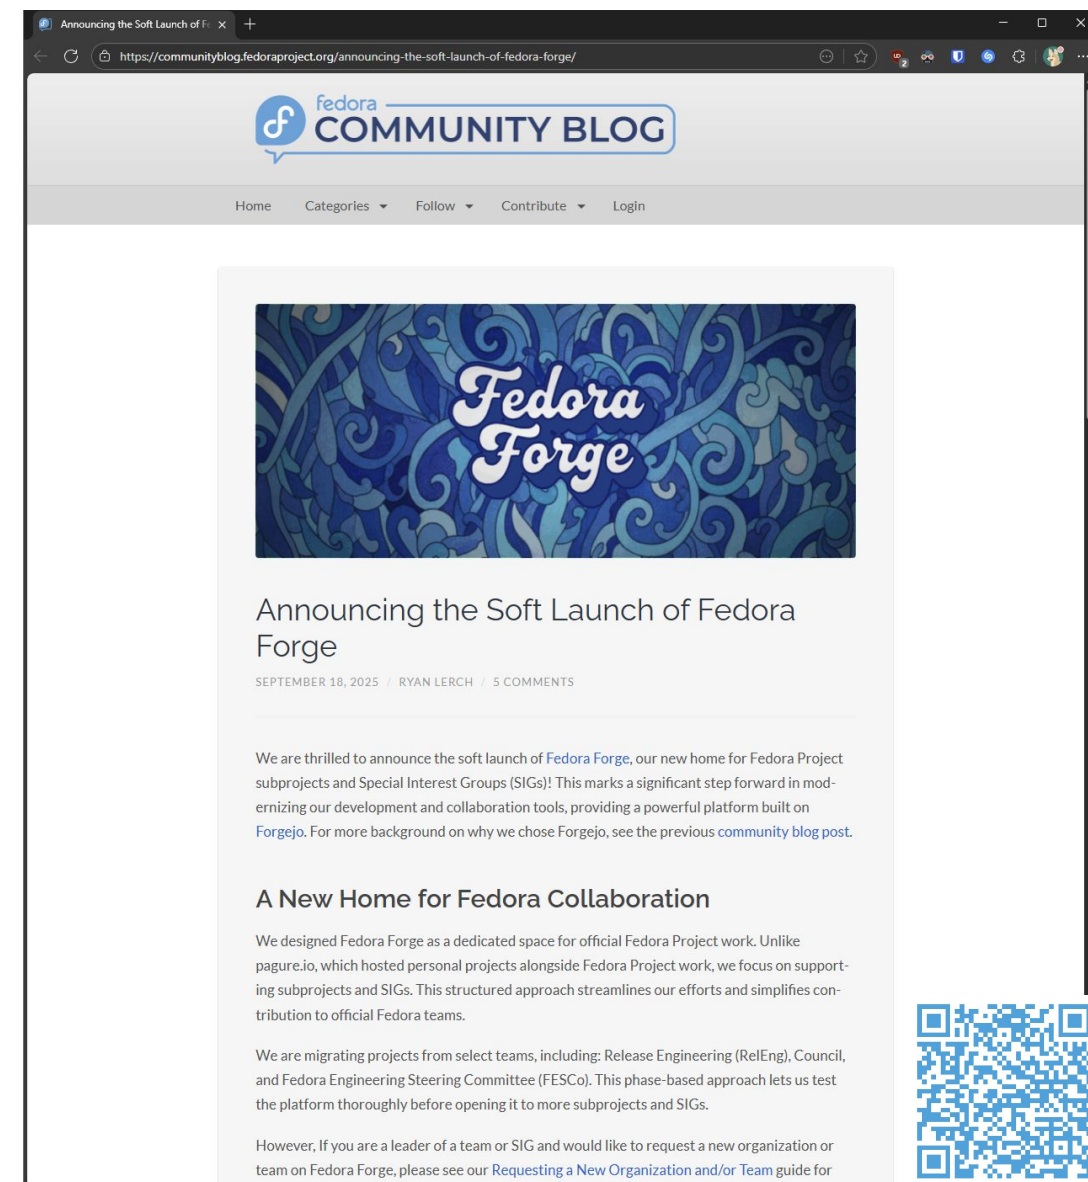 Announcing the Soft Launch of F
https://communityblog.fedoraproject.org/announcing-the-soft-launch-of-fedora-forge/
2
fedora
COMMUNITY BLOG
Home Categories Follow Contribute Login
Fedora
Forge
Announcing the Soft Launch of Fedora
Forge
SEPTEMBER 18, 2025 / RYAN LERCH / 5 COMMENTS
We are thrilled to announce the soft launch of Fedora Forge, our new home for Fedora Project
subprojects and Special Interest Groups (SIGs)! This marks a significant step forward in mod-
ernizing our development and collaboration tools, providing a powerful platform built on
Forgejo. For more background on why we chose Forgejo, see the previous community blog post.
A New Home for Fedora Collaboration
We designed Fedora Forge as a dedicated space for official Fedora Project work. Unlike
pagure.io, which hosted personal projects alongside Fedora Project work, we focus on support-
ing subprojects and SIGs. This structured approach streamlines our efforts and simplifies con-
tribution to official Fedora teams.
We are migrating projects from select teams, including: Release Engineering (RelEng), Council,
and Fedora Engineering Steering Committee (FESCo). This phase-based approach lets us test
the platform thoroughly before opening it to more subprojects and SIGs.
However, If you are a leader of a team or SIG and would like to request a new organization or
team on Fedora Forge, please see our Requesting a New Organization and/or Team guide for